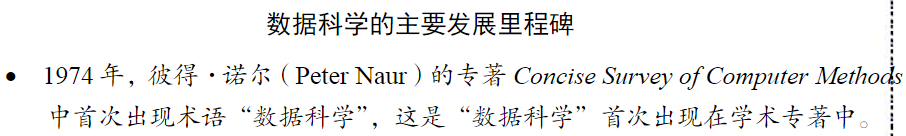 数据科学的主要发展里程碑
• 1974 年，彼得·诺尔（Peter Naur）的专著 Concise Survey of Computer Methods
中首次出现术语“数据科学”，这是“数据科学”首次出现在学术专著中。